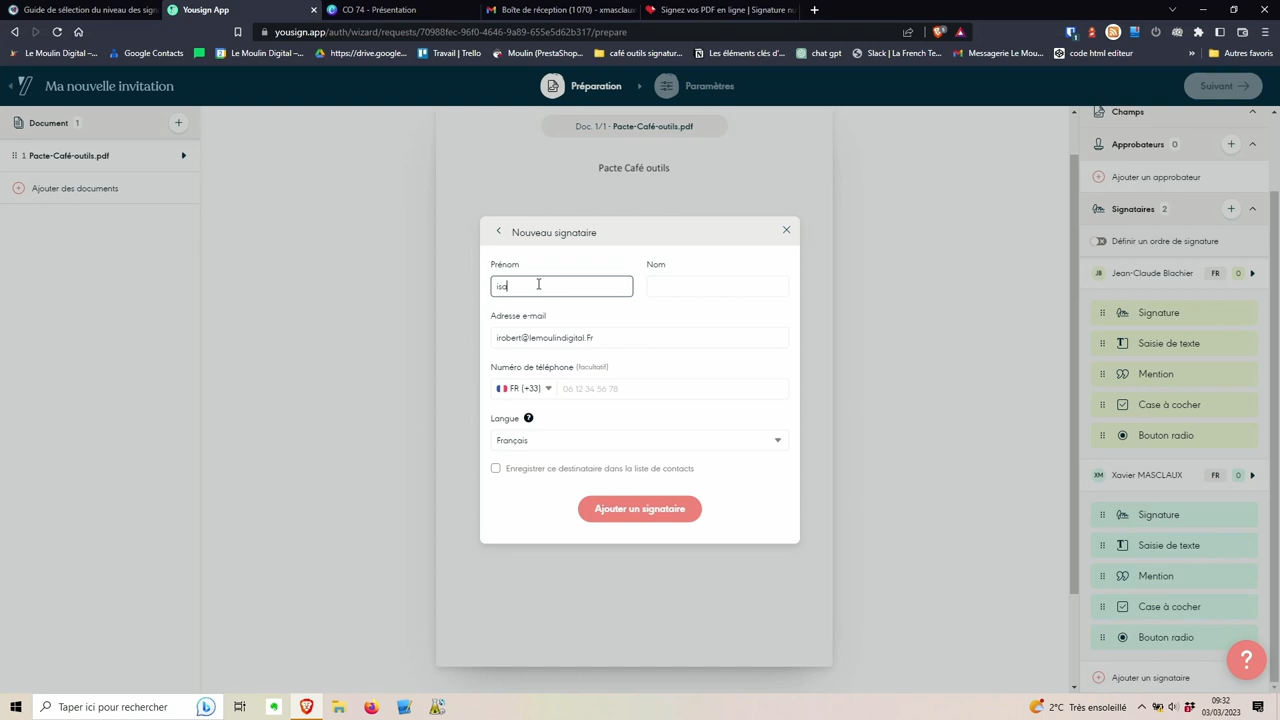 Guide de sélection du niveau des sign
Yousign App
CO 74 - Présentation
Boîte de réception (1 070) - xmasclaux
Signez vos PDF en ligne | Signature nu
yousign.app/auth/wizard/requests/70988fec-96f0-4646-9a89-655e5d62b317/prepare
Le Moulin Digital
Google Contacts
https://drive.google...
Travail | Trello
Moulin (PrestaShop...
café outils signatur...
Les éléments clés d'...
chat gpt
Slack | La French Te...
Messagerie Le Mou...
code html editeur
Ma nouvelle invitation
Préparation
Paramètres
Suivant
Document 1
1 Pacte-Café-outils.pdf
Ajouter des documents
Doc. 1/1 - Pacte-Café-outils.pdf
Pacte Café outils
Nouveau signataire
Prénom
Nom
isa
Adresse e-mail
irobert@lemoulindigital.Fr
Numéro de téléphone (facultatif)
FR (+33)
06 12 34 56 78
Langue ?
Français
Enregistrer ce destinataire dans la liste de contacts
Ajouter un signataire
Champs
Approbateurs 0
Ajouter un approbateur
Signataires 2
Définir un ordre de signature
JB Jean-Claude Blachier FR 0
Signature
Saisie de texte
Mention
Case à cocher
Bouton radio
XM Xavier MASCLAUX FR 0
Signature
Saisie de texte
Mention
Case à cocher
Bouton radio
Ajouter un signataire
?
Taper ici pour rechercher
2°C Très ensoleillé
09:32
03/03/2023